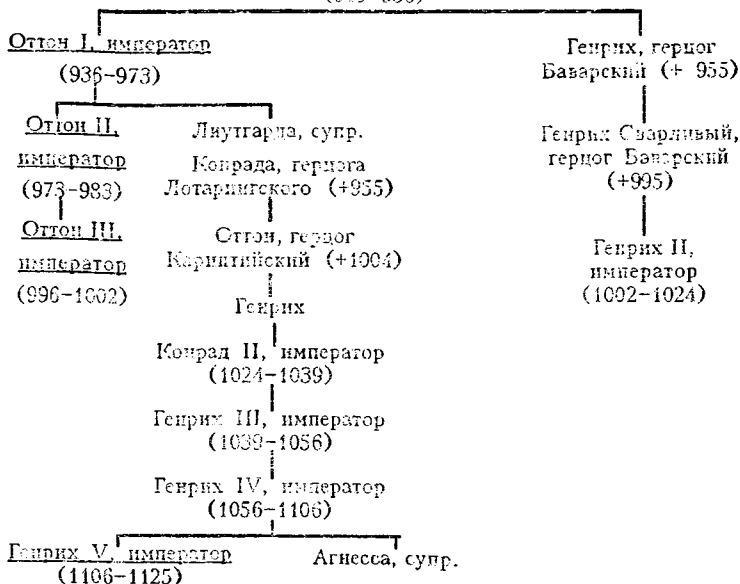 Оттон I, император
(936-973)
Генрих, герцог
Баварский (+ 955)
Оттон II,
император
(973-983)
Лиутгарда, супр.
Конрада, герцога
Лотарингского (+955)
Генрих Сварливый,
герцог Баварский
(+995)
Оттон III,
император
(996-1002)
Оттон, герцог
Каринтийский (+1004)
Генрих II,
император
(1002-1024)
Генрих
Конрад II, император
(1024-1039)
Генрих III, император
(1039-1056)
Генрих IV, император
(1056-1106)
Генрих V, император
(1106-1125)
Агнесса, супр.